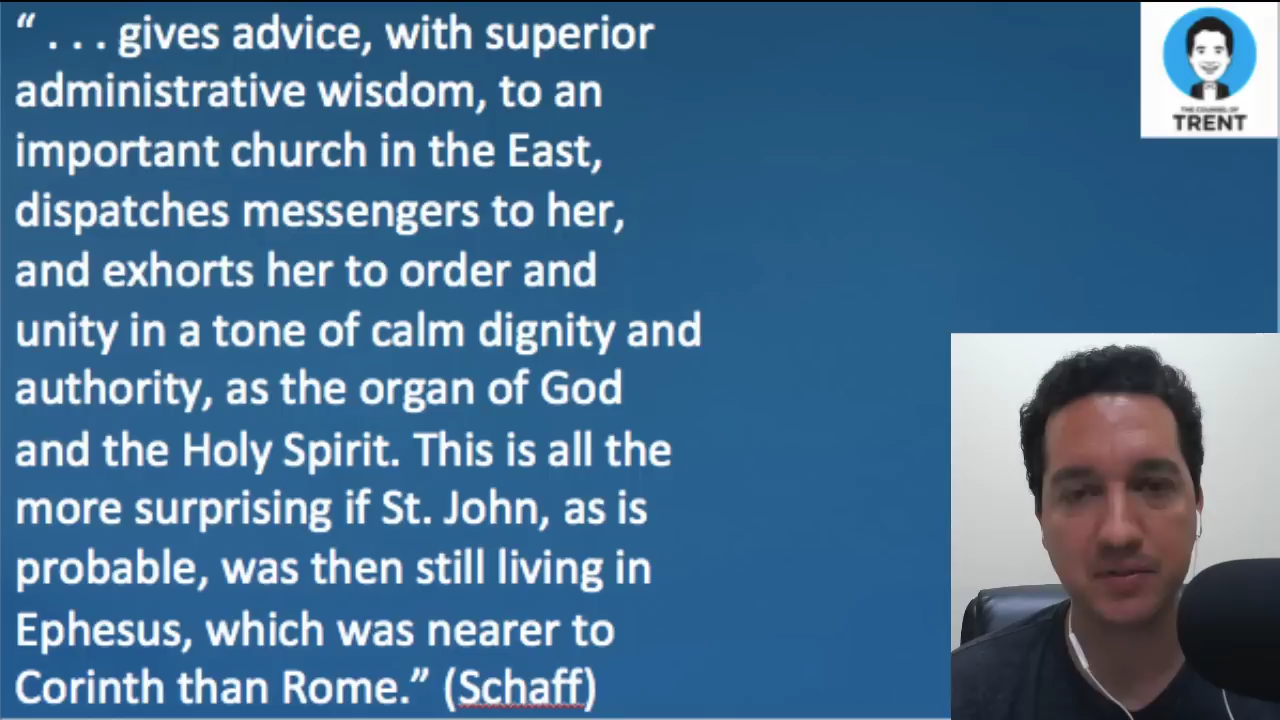 “ . . . gives advice, with superior
administrative wisdom, to an
important church in the East,
dispatches messengers to her,
and exhorts her to order and
unity in a tone of calm dignity and
authority, as the organ of God
and the Holy Spirit. This is all the
more surprising if St. John, as is
probable, was then still living in
Ephesus, which was nearer to
Corinth than Rome.” (Schaff)
THE COUNSEL OF
TRENT